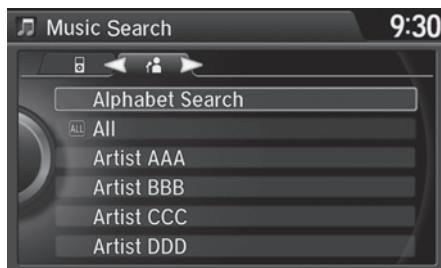 Music Search
9:30
Alphabet Search
ALL All
Artist AAA
Artist BBB
Artist CCC
Artist DDD